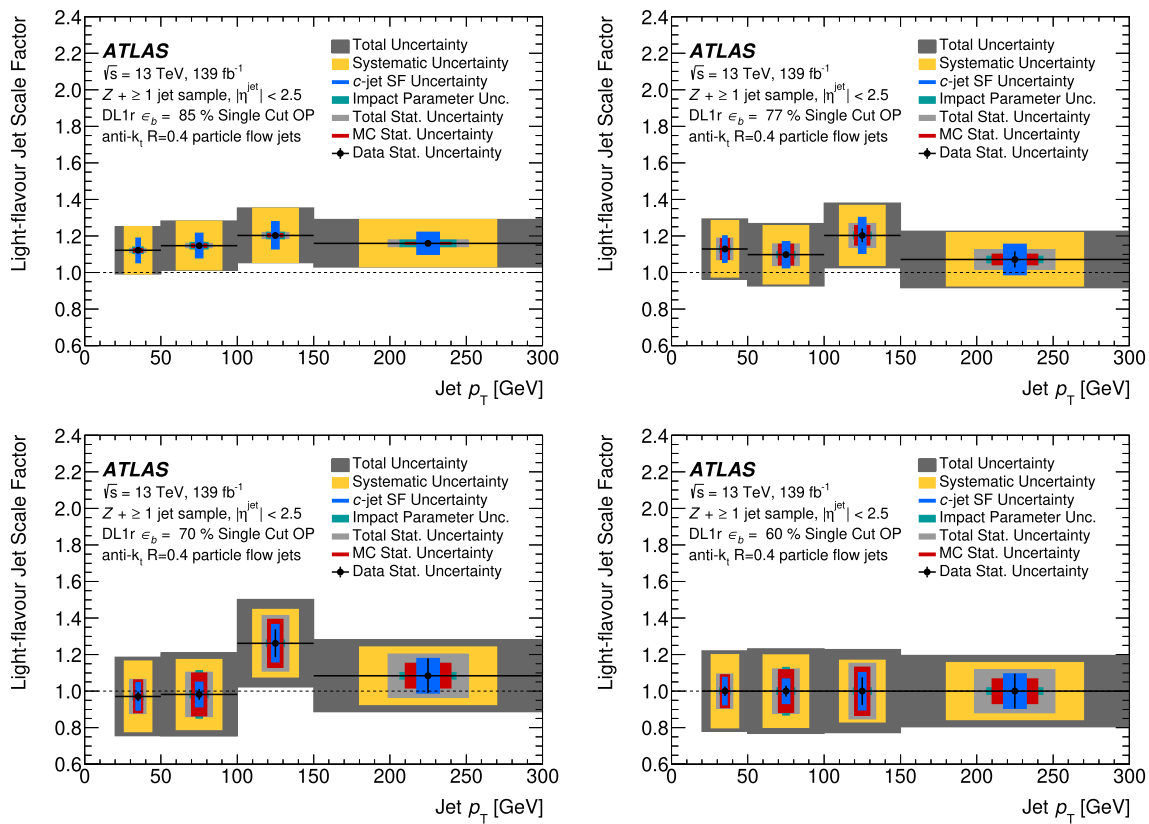 Light-flavour Jet Scale Factor
2.4
2.2
2.0
1.8
1.6
1.4
1.2
1.0
0.8
0.6
ATLAS
√s = 13 TeV, 139 fb⁻¹
Z + ≥ 1 jet sample, |η^jet| < 2.5
DL1r ϵ_b = 85 % Single Cut OP
anti-k_t R=0.4 particle flow jets
Total Uncertainty
Systematic Uncertainty
c-jet SF Uncertainty
Impact Parameter Unc.
Total Stat. Uncertainty
MC Stat. Uncertainty
Data Stat. Uncertainty
0 50 100 150 200 250 300
Jet p_T [GeV]
Light-flavour Jet Scale Factor
2.4
2.2
2.0
1.8
1.6
1.4
1.2
1.0
0.8
0.6
ATLAS
√s = 13 TeV, 139 fb⁻¹
Z + ≥ 1 jet sample, |η^jet| < 2.5
DL1r ϵ_b = 77 % Single Cut OP
anti-k_t R=0.4 particle flow jets
Total Uncertainty
Systematic Uncertainty
c-jet SF Uncertainty
Impact Parameter Unc.
Total Stat. Uncertainty
MC Stat. Uncertainty
Data Stat. Uncertainty
0 50 100 150 200 250 300
Jet p_T [GeV]
Light-flavour Jet Scale Factor
2.4
2.2
2.0
1.8
1.6
1.4
1.2
1.0
0.8
0.6
ATLAS
√s = 13 TeV, 139 fb⁻¹
Z + ≥ 1 jet sample, |η^jet| < 2.5
DL1r ϵ_b = 70 % Single Cut OP
anti-k_t R=0.4 particle flow jets
Total Uncertainty
Systematic Uncertainty
c-jet SF Uncertainty
Impact Parameter Unc.
Total Stat. Uncertainty
MC Stat. Uncertainty
Data Stat. Uncertainty
0 50 100 150 200 250 300
Jet p_T [GeV]
Light-flavour Jet Scale Factor
2.4
2.2
2.0
1.8
1.6
1.4
1.2
1.0
0.8
0.6
ATLAS
√s = 13 TeV, 139 fb⁻¹
Z + ≥ 1 jet sample, |η^jet| < 2.5
DL1r ϵ_b = 60 % Single Cut OP
anti-k_t R=0.4 particle flow jets
Total Uncertainty
Systematic Uncertainty
c-jet SF Uncertainty
Impact Parameter Unc.
Total Stat. Uncertainty
MC Stat. Uncertainty
Data Stat. Uncertainty
0 50 100 150 200 250 300
Jet p_T [GeV]